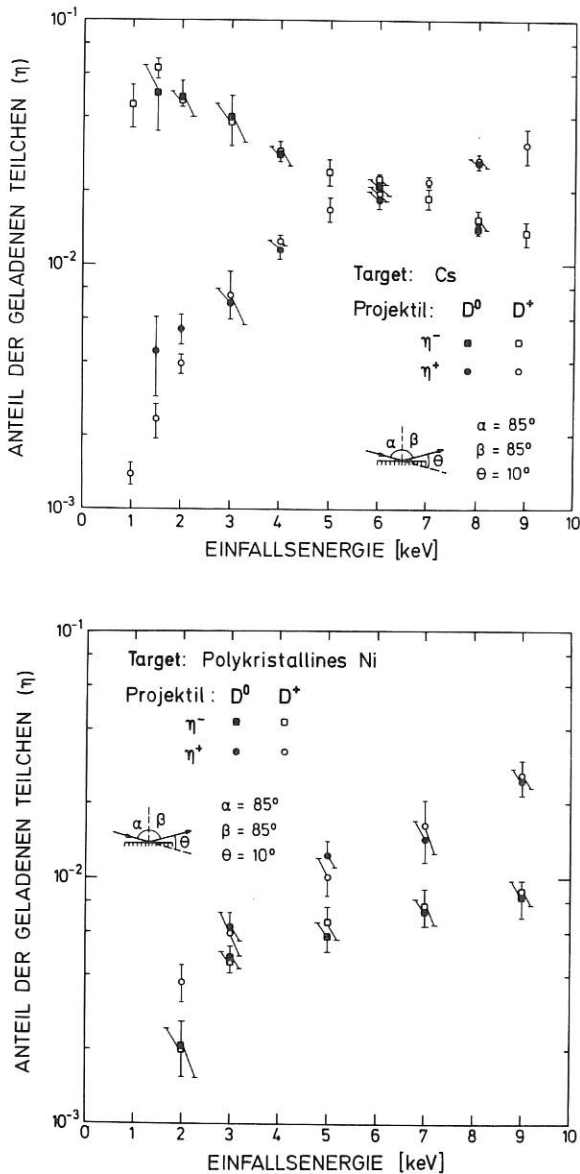 ANTEIL DER GELADENEN TEILCHEN (η)
10⁻¹
10⁻²
10⁻³
Target: Cs
Projektil: D⁰ D⁺
η⁻
η⁺
α β θ
α = 85°
β = 85°
θ = 10°
0 1 2 3 4 5 6 7 8 9 10
EINFALLSENERGIE [keV]
ANTEIL DER GELADENEN TEILCHEN (η)
10⁻¹
10⁻²
10⁻³
Target: Polykristallines Ni
Projektil: D⁰ D⁺
η⁻
η⁺
α β θ
α = 85°
β = 85°
θ = 10°
0 1 2 3 4 5 6 7 8 9 10
EINFALLSENERGIE [keV]